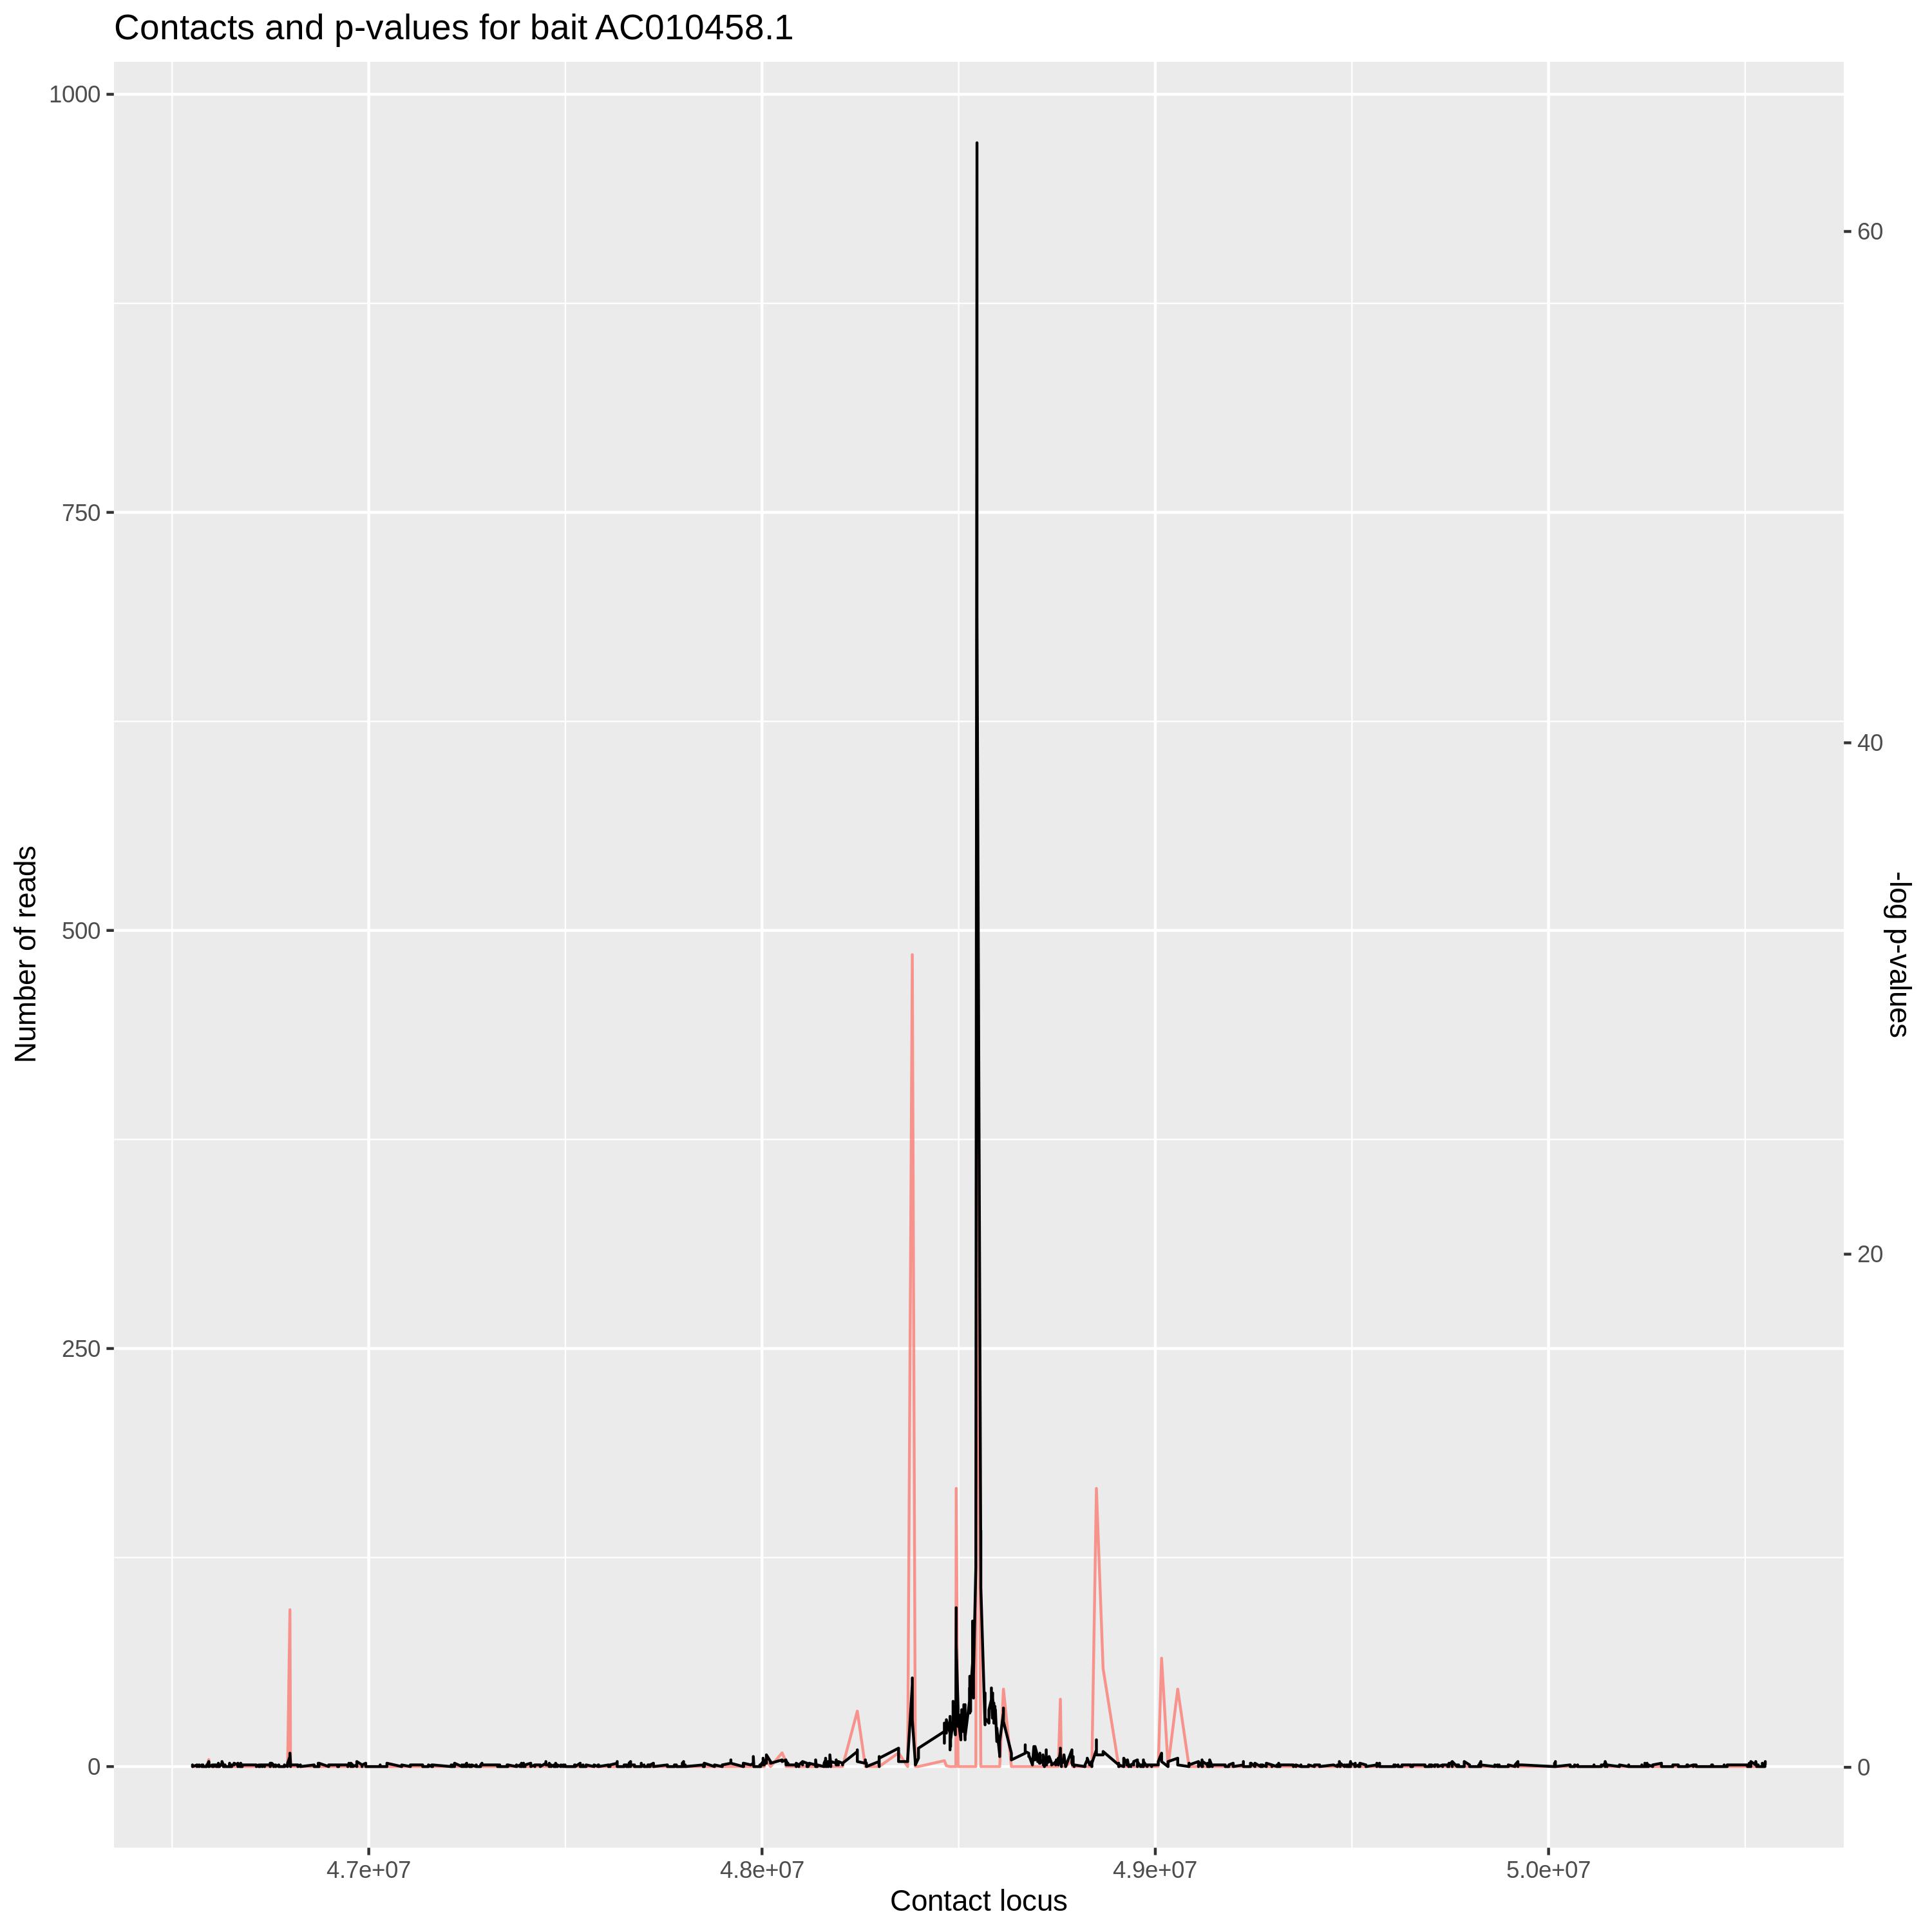 Contacts and p-values for bait AC010458.1
1000
750
500
250
0
Number of reads
60
40
20
0
-log p-values
4.7e+07
4.8e+07
4.9e+07
5.0e+07
Contact locus